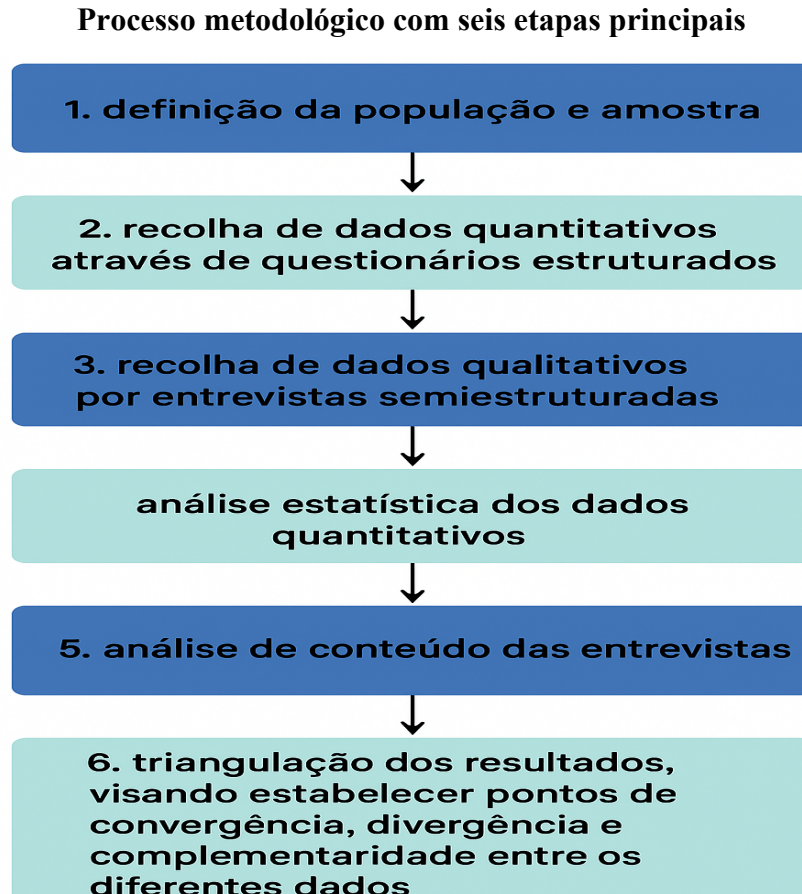 Processo metodológico com seis etapas principais
1. definição da população e amostra
2. recolha de dados quantitativos
através de questionários estruturados
3. recolha de dados qualitativos
por entrevistas semiestruturadas
análise estatística dos dados
quantitativos
5. análise de conteúdo das entrevistas
6. triangulação dos resultados,
visando estabelecer pontos de
convergência, divergência e
complementaridade entre os
diferentes dados